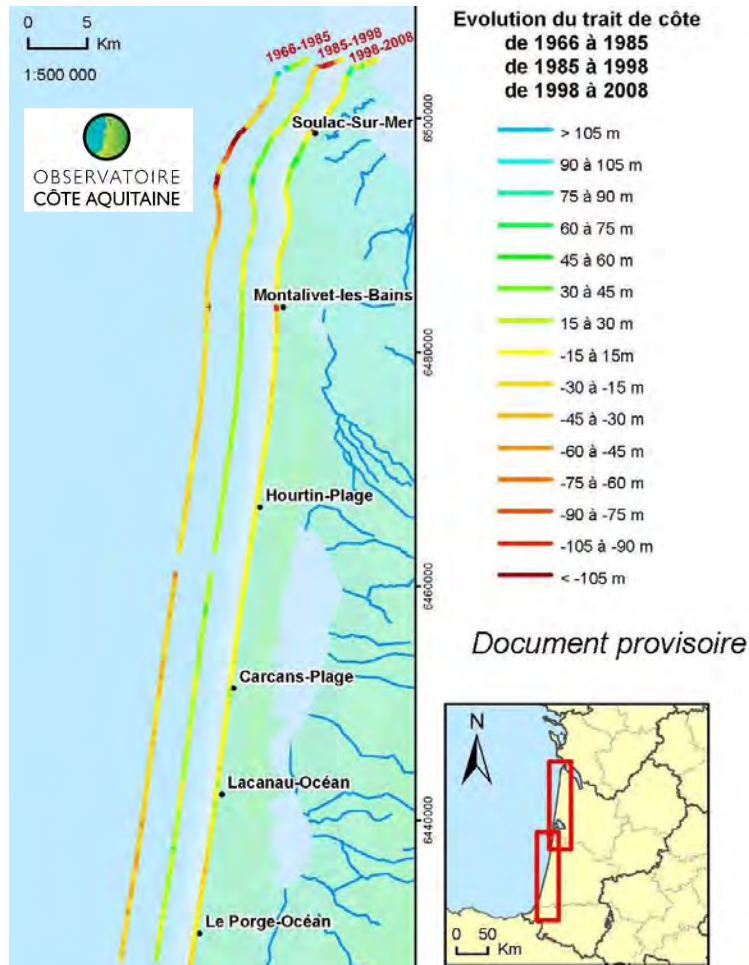 0 5
Km
1:500 000
OBSERVATOIRE
CÔTE AQUITAINE
1966-1985
1985-1998
1998-2008
Soulac-Sur-Mer
Montalivet-les-Bains
Hourtin-Plage
Carcans-Plage
Lacanau-Océan
Le Porge-Océan
6500000
6480000
6460000
6440000
Evolution du trait de côte
de 1966 à 1985
de 1985 à 1998
de 1998 à 2008
> 105 m
90 à 105 m
75 à 90 m
60 à 75 m
45 à 60 m
30 à 45 m
15 à 30 m
-15 à 15m
-30 à -15 m
-45 à -30 m
-60 à -45 m
-75 à -60 m
-90 à -75 m
-105 à -90 m
< -105 m
Document provisoire
N
0 50
Km